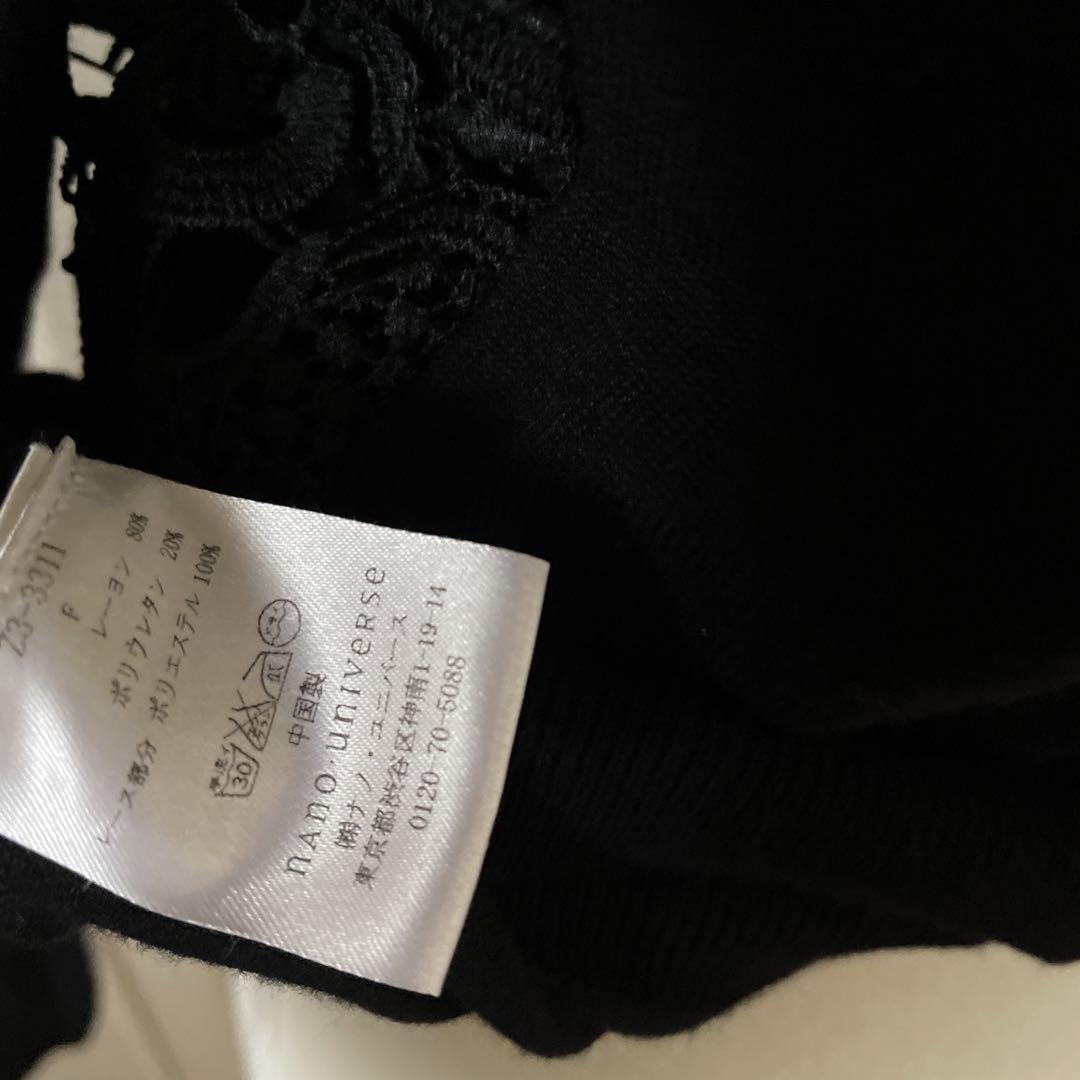 Z3-3311
F
レーヨン 80%
ポリウレタン 20%
レース部分 ポリエステル 100%
30
中国製
nano・universe
㈱ナノ・ユニバース
東京都渋谷区神南1-19-14
0120-70-5088